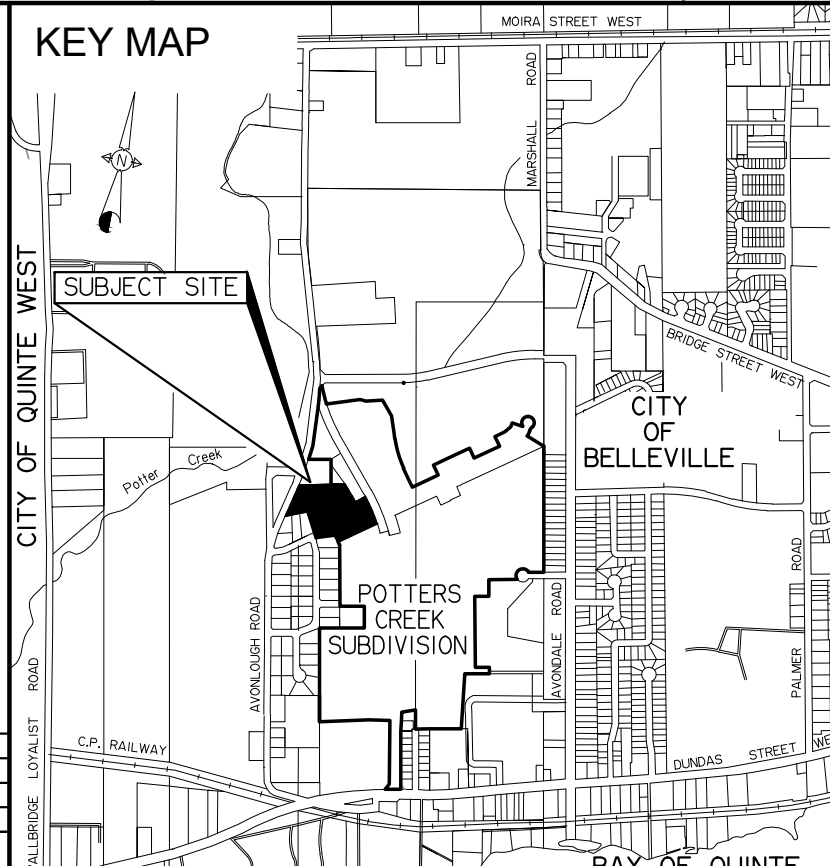 KEY MAP
MOIRA STREET WEST
MARSHALL ROAD
N
SUBJECT SITE
CITY OF QUINTE WEST
BRIDGE STREET WEST
CITY
OF
BELLEVILLE
Potter Creek
POTTERS
CREEK
SUBDIVISION
AVONLOUGH ROAD
AVONDALE ROAD
PALMER ROAD
WALLBRIDGE LOYALIST ROAD
C.P. RAILWAY
DUNDAS STREET WE
BAY OF QUINTE